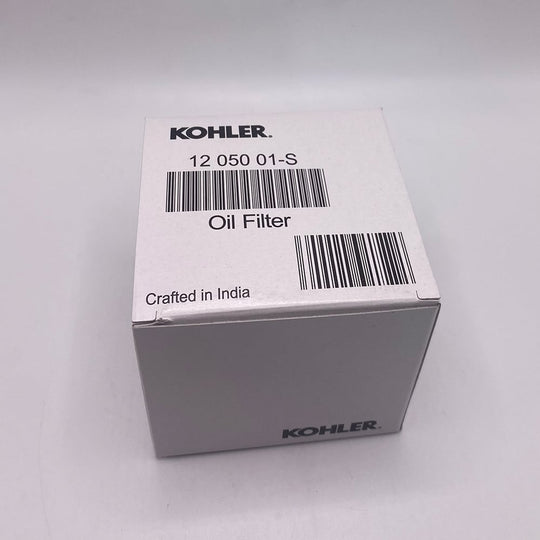 KOHLER.
12 050 01-S
Oil Filter
Crafted in India
KOHLER.